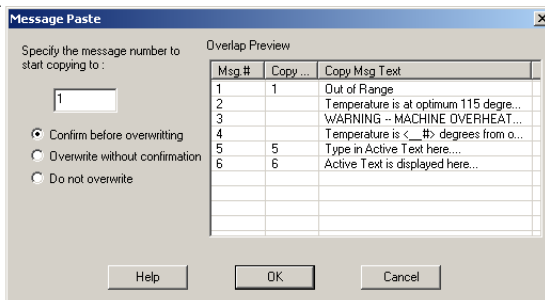 Message Paste
Specify the message number to
start copying to :
1
Confirm before overwritting
Overwrite without confirmation
Do not overwrite
Overlap Preview
Msg.# Copy ... Copy Msg Text
1 1 Out of Range
2 Temperature is at optimum 115 degre...
3 WARNING -- MACHINE OVERHEAT...
4 Temperature is <__#> degrees from o...
5 5 Type in Active Text here....
6 6 Active Text is displayed here...
Help OK Cancel